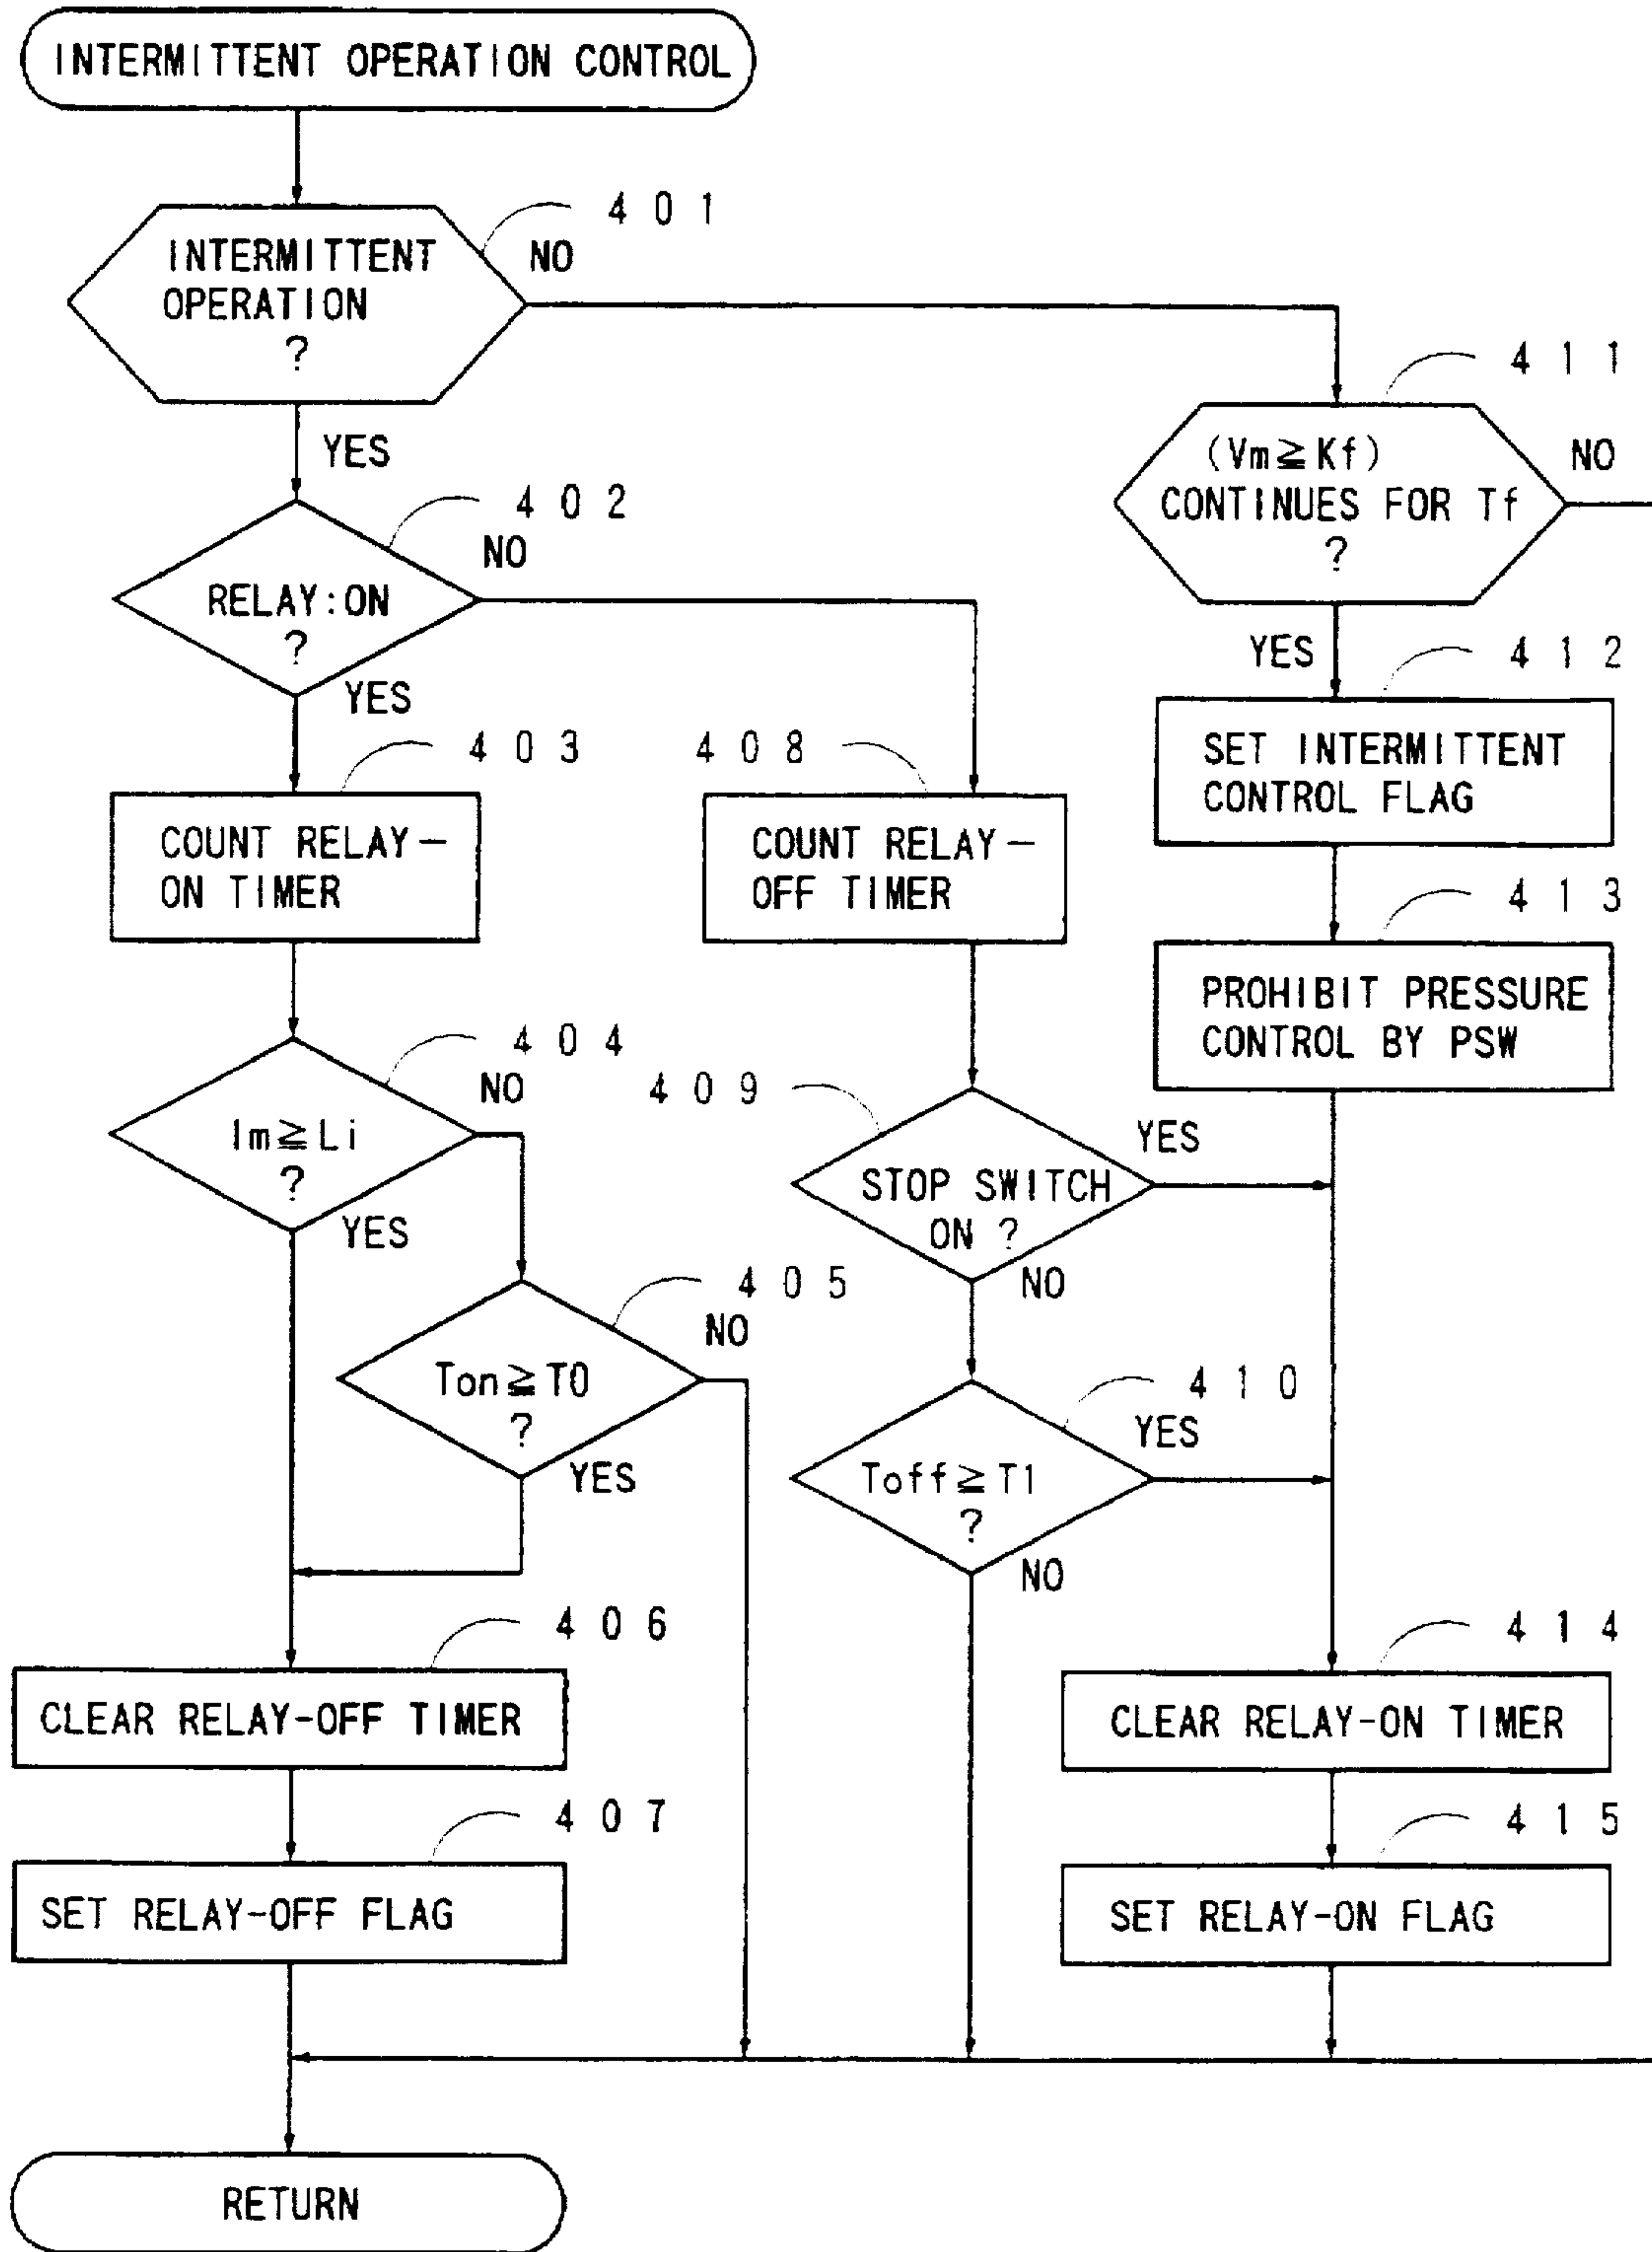 INTERMITTENT OPERATION CONTROL
401
INTERMITTENT
OPERATION
?
NO
YES
402
RELAY:ON
?
NO
YES
403
COUNT RELAY-
ON TIMER
404
Im≧Li
?
NO
YES
405
Ton≧T0
?
NO
YES
406
CLEAR RELAY-OFF TIMER
407
SET RELAY-OFF FLAG
408
COUNT RELAY-
OFF TIMER
409
STOP SWITCH
ON ?
YES
NO
410
Toff≧T1
?
YES
NO
411
(Vm≧Kf)
CONTINUES FOR Tf
?
NO
YES
412
SET INTERMITTENT
CONTROL FLAG
413
PROHIBIT PRESSURE
CONTROL BY PSW
414
CLEAR RELAY-ON TIMER
415
SET RELAY-ON FLAG
RETURN